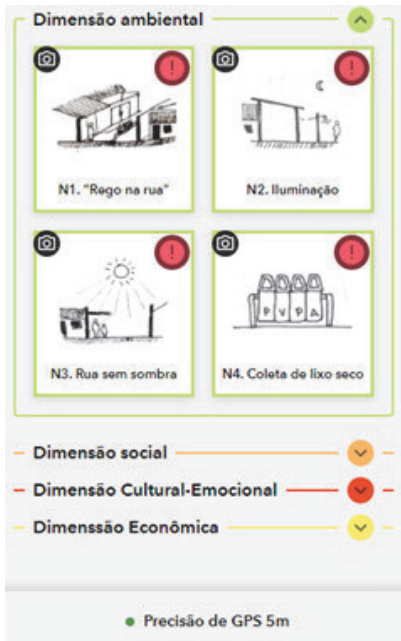 Dimensão ambiental
N1. "Rego na rua"
N2. Iluminação
N3. Rua sem sombra
P V P A
N4. Coleta de lixo seco
Dimensão social
Dimensão Cultural-Emocional
Dimenssão Econômica
Precisão de GPS 5m